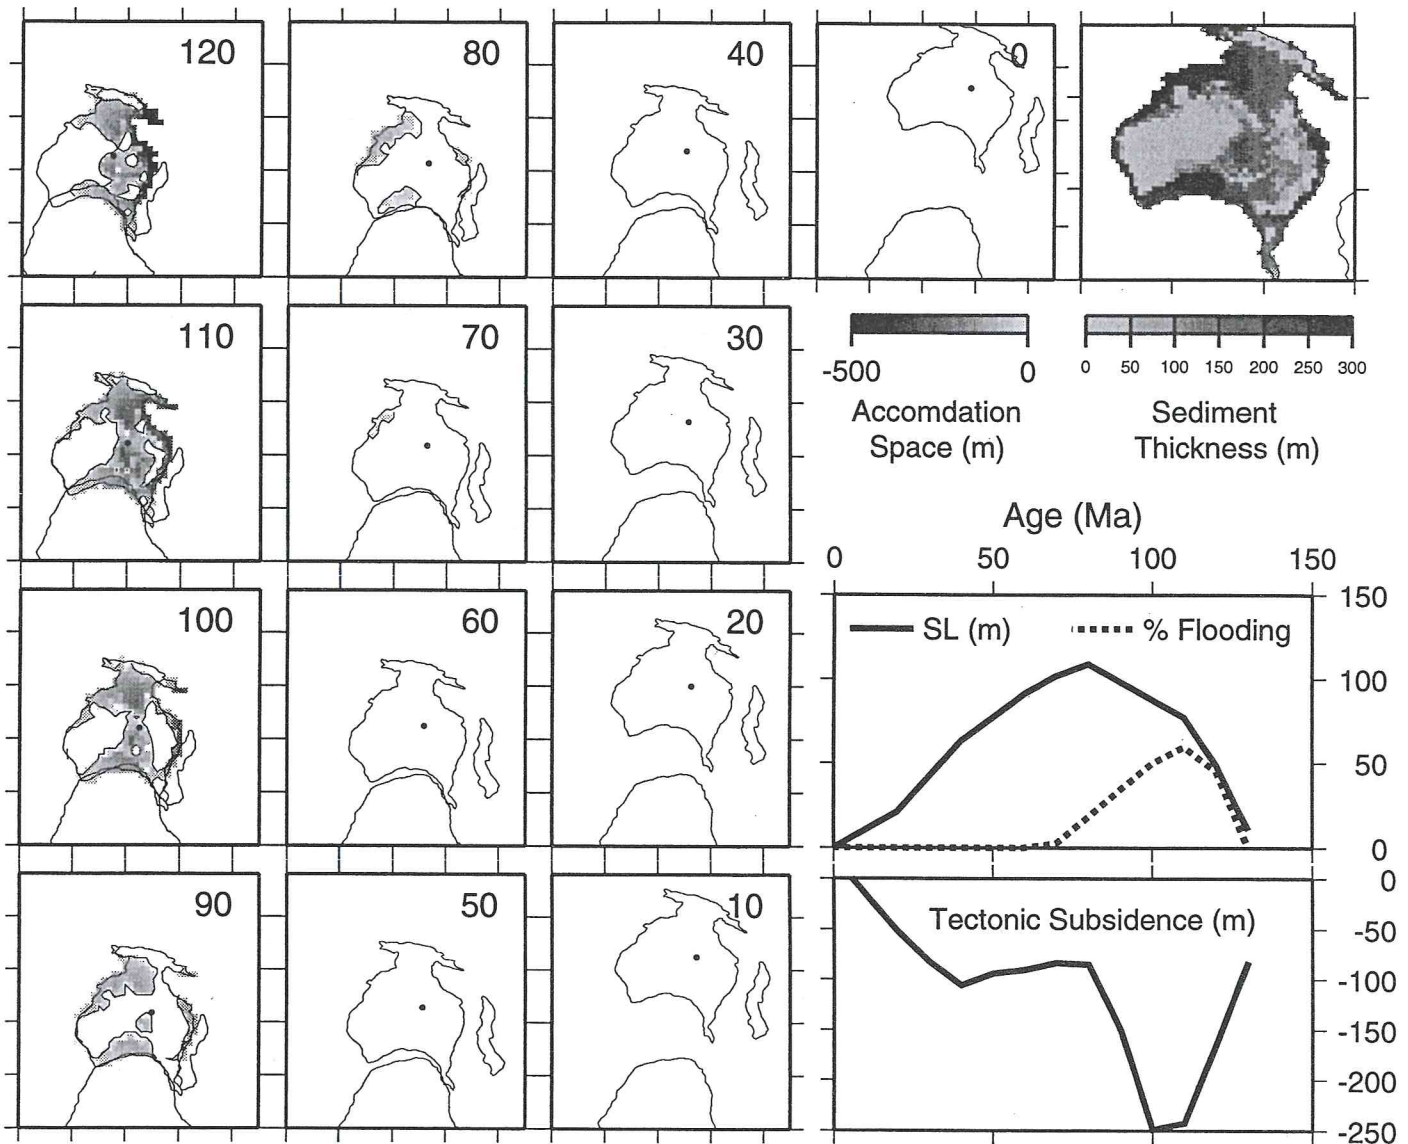 120
80
40
0
110
70
30
-500 0
Accomdation
Space (m)
0 50 100 150 200 250 300
Sediment
Thickness (m)
100
60
20
90
50
10
Age (Ma)
0 50 100 150
SL (m)
% Flooding
150
100
50
0
Tectonic Subsidence (m)
0
-50
-100
-150
-200
-250